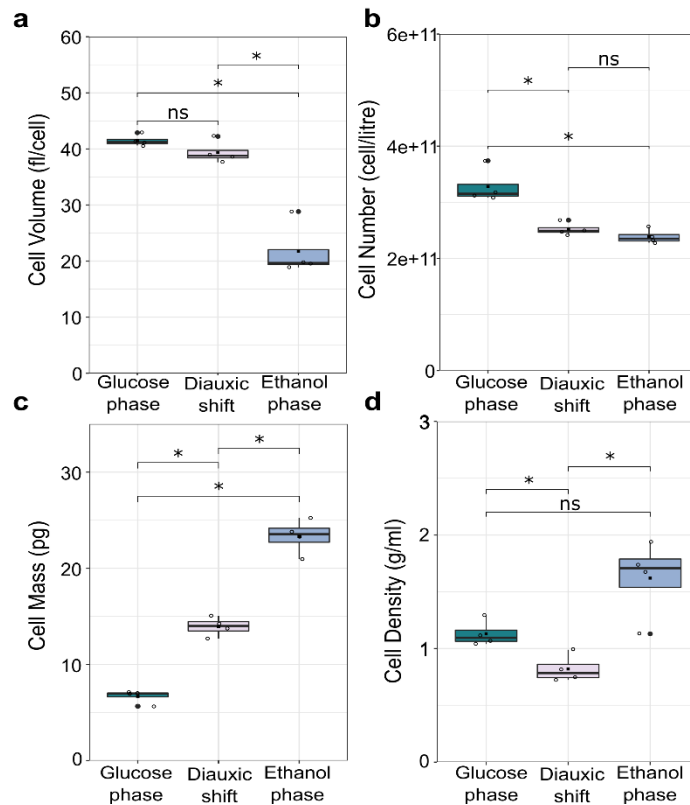 a
Cell Volume (fl/cell)
60
50
40
30
20
10
0
*
*
ns
Glucose phase
Diauxic shift
Ethanol phase
b
Cell Number (cell/litre)
6e+11
4e+11
2e+11
0
ns
*
*
Glucose phase
Diauxic shift
Ethanol phase
c
Cell Mass (pg)
30
20
10
0
*
*
*
Glucose phase
Diauxic shift
Ethanol phase
d
Cell Density (g/ml)
3
2
1
0
*
*
ns
Glucose phase
Diauxic shift
Ethanol phase